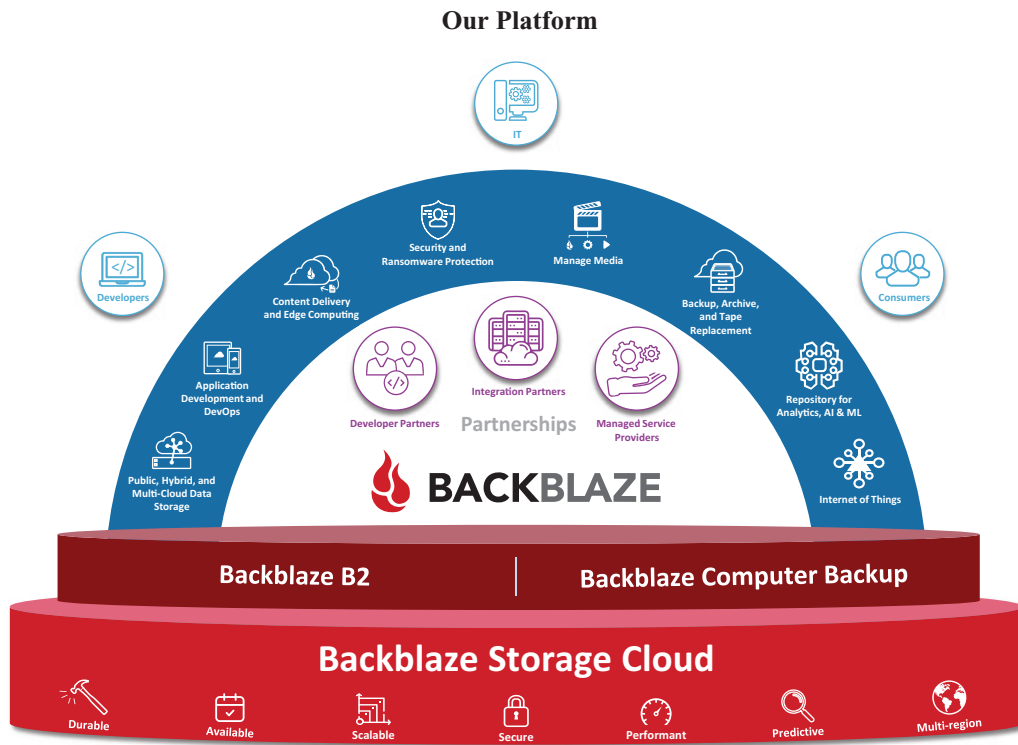 Our Platform
IT
Developers
Consumers
Security and
Ransomware Protection
Manage Media
Content Delivery
and Edge Computing
Backup, Archive,
and Tape
Replacement
Application
Development and
DevOps
Repository for
Analytics, AI & ML
Public, Hybrid, and
Multi-Cloud Data
Storage
Internet of Things
</>
</>
Integration Partners
Developer Partners
Partnerships
Managed Service
Providers
BACKBLAZE
Backblaze B2
Backblaze Computer Backup
Backblaze Storage Cloud
Durable
Available
Scalable
Secure
Performant
Predictive
Multi-region